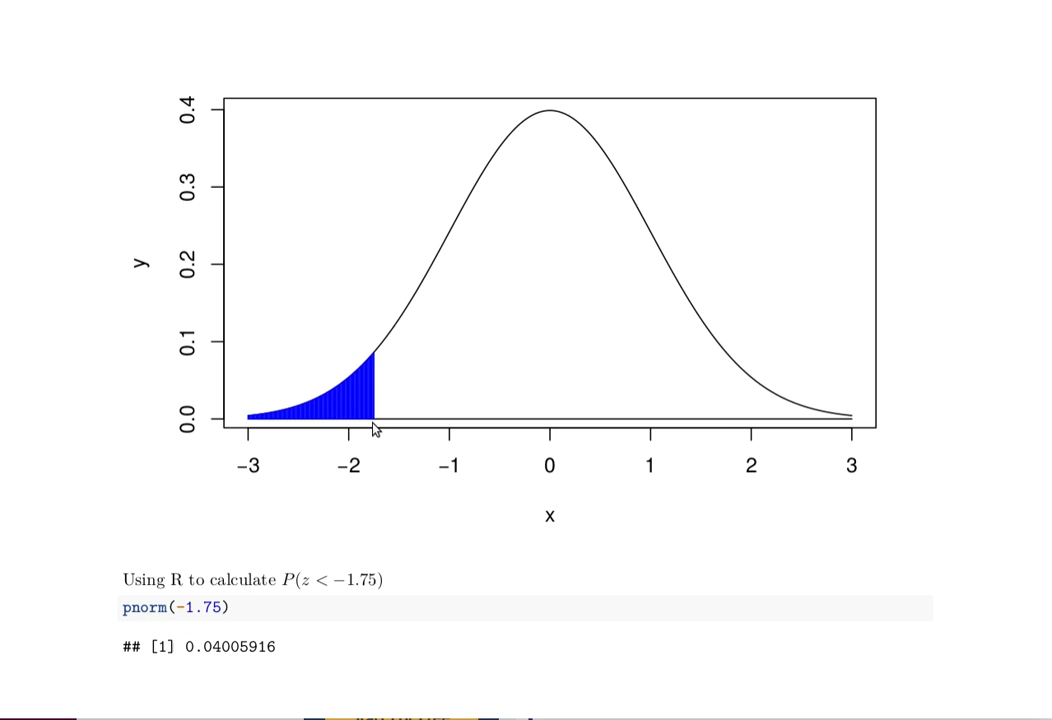 0.4
0.3
0.2
0.1
0.0
y
−3 −2 −1 0 1 2 3
x
Using R to calculate P(z < −1.75)
pnorm(-1.75)
## [1] 0.04005916